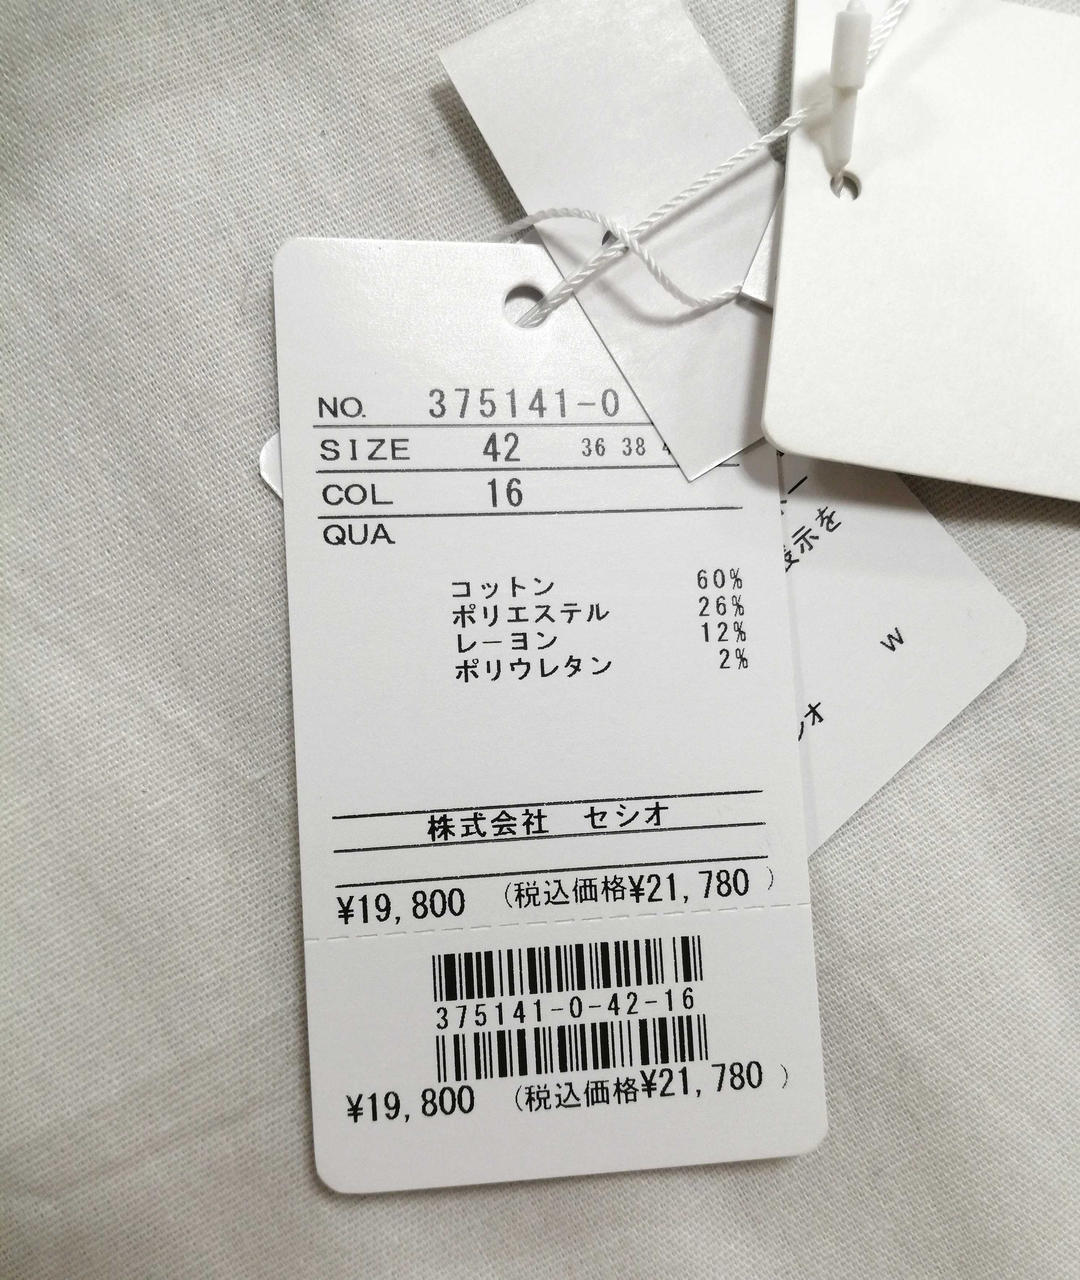 NO. 375141-0
SIZE 42 36 38
COL 16
QUA
コットン 60%
ポリエステル 26%
レーヨン 12%
ポリウレタン 2%
株式会社 セシオ
¥19,800 (税込価格¥21,780 )
375141-0-42-16
¥19,800 (税込価格¥21,780 )
示を
W
オ